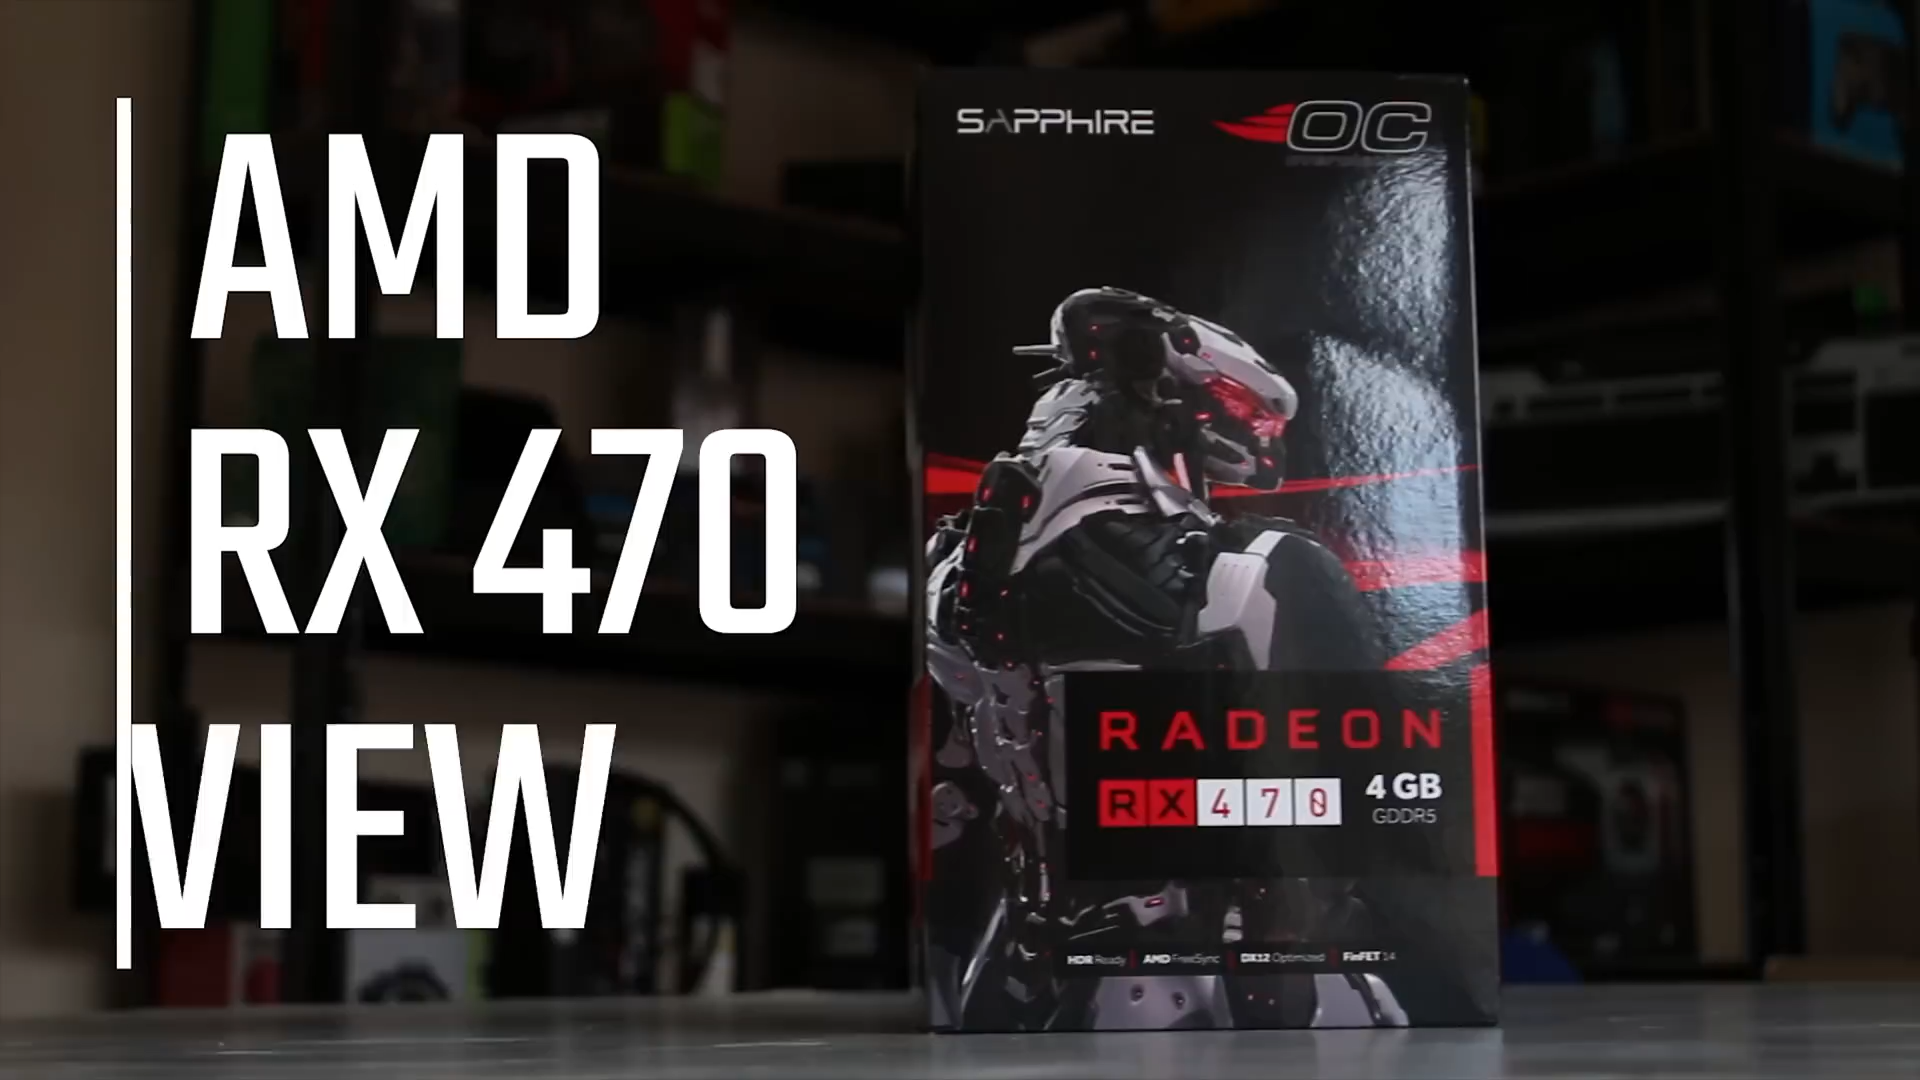 AMD
RX 470
VIEW
SAPPHIRE
OC
RADEON
RX 470
4 GB
GDDR5
HDR Ready | AMD FreeSync | DX12 Optimized | FinFET 14